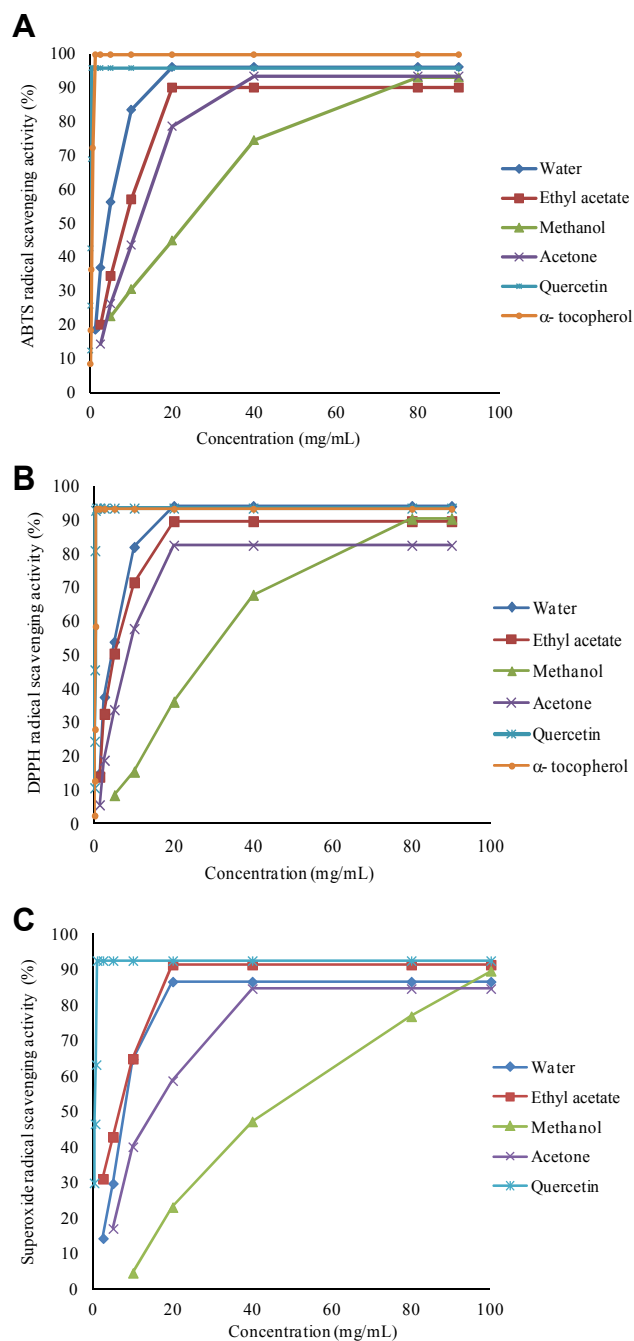 A
ABTS radical scavenging activity (%)
100
90
80
70
60
50
40
30
20
10
0
0 20 40 60 80 100
Concentration (mg/mL)
Water
Ethyl acetate
Methanol
Acetone
Quercetin
α- tocopherol
B
DPPH radical scavenging activity (%)
100
90
80
70
60
50
40
30
20
10
0
0 20 40 60 80 100
Concentration (mg/mL)
Water
Ethyl acetate
Methanol
Acetone
Quercetin
α- tocopherol
C
Superoxide radical scavenging activity (%)
100
90
80
70
60
50
40
30
20
10
0
0 20 40 60 80 100
Concentration (mg/mL)
Water
Ethyl acetate
Methanol
Acetone
Quercetin